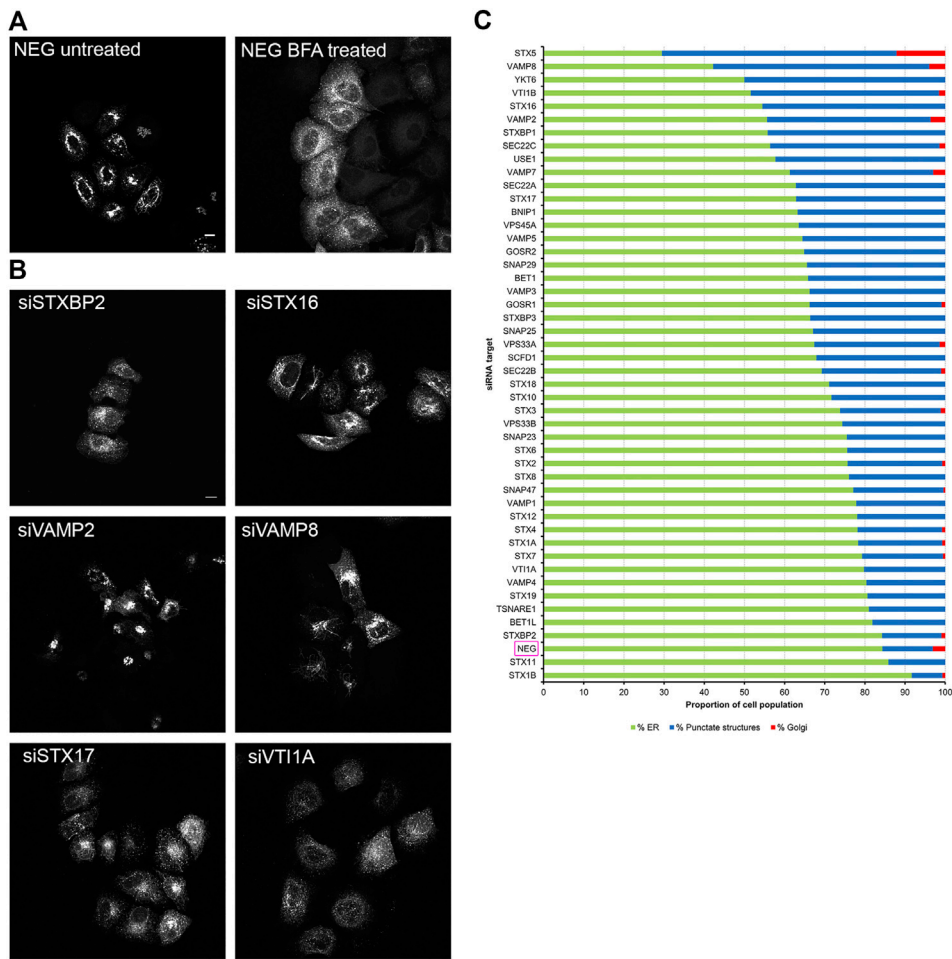 A
NEG untreated
NEG BFA treated
B
siSTXBP2
siSTX16
siVAMP2
siVAMP8
siSTX17
siVTI1A
C
siRNA target
STX5
VAMP8
YKT6
VTI1B
STX16
VAMP2
STXBP1
SEC22C
USE1
VAMP7
SEC22A
STX17
BNIP1
VPS45A
VAMP5
GOSR2
SNAP29
BET1
VAMP3
GOSR1
STXBP3
SNAP25
VPS33A
SCFD1
SEC22B
STX18
STX10
STX3
VPS33B
SNAP23
STX6
STX2
STX8
SNAP47
VAMP1
STX12
STX4
STX1A
STX7
VTI1A
VAMP4
STX19
TSNARE1
BET1L
STXBP2
NEG
STX11
STX1B
0 10 20 30 40 50 60 70 80 90 100
Proportion of cell population
% ER % Punctate structures % Golgi